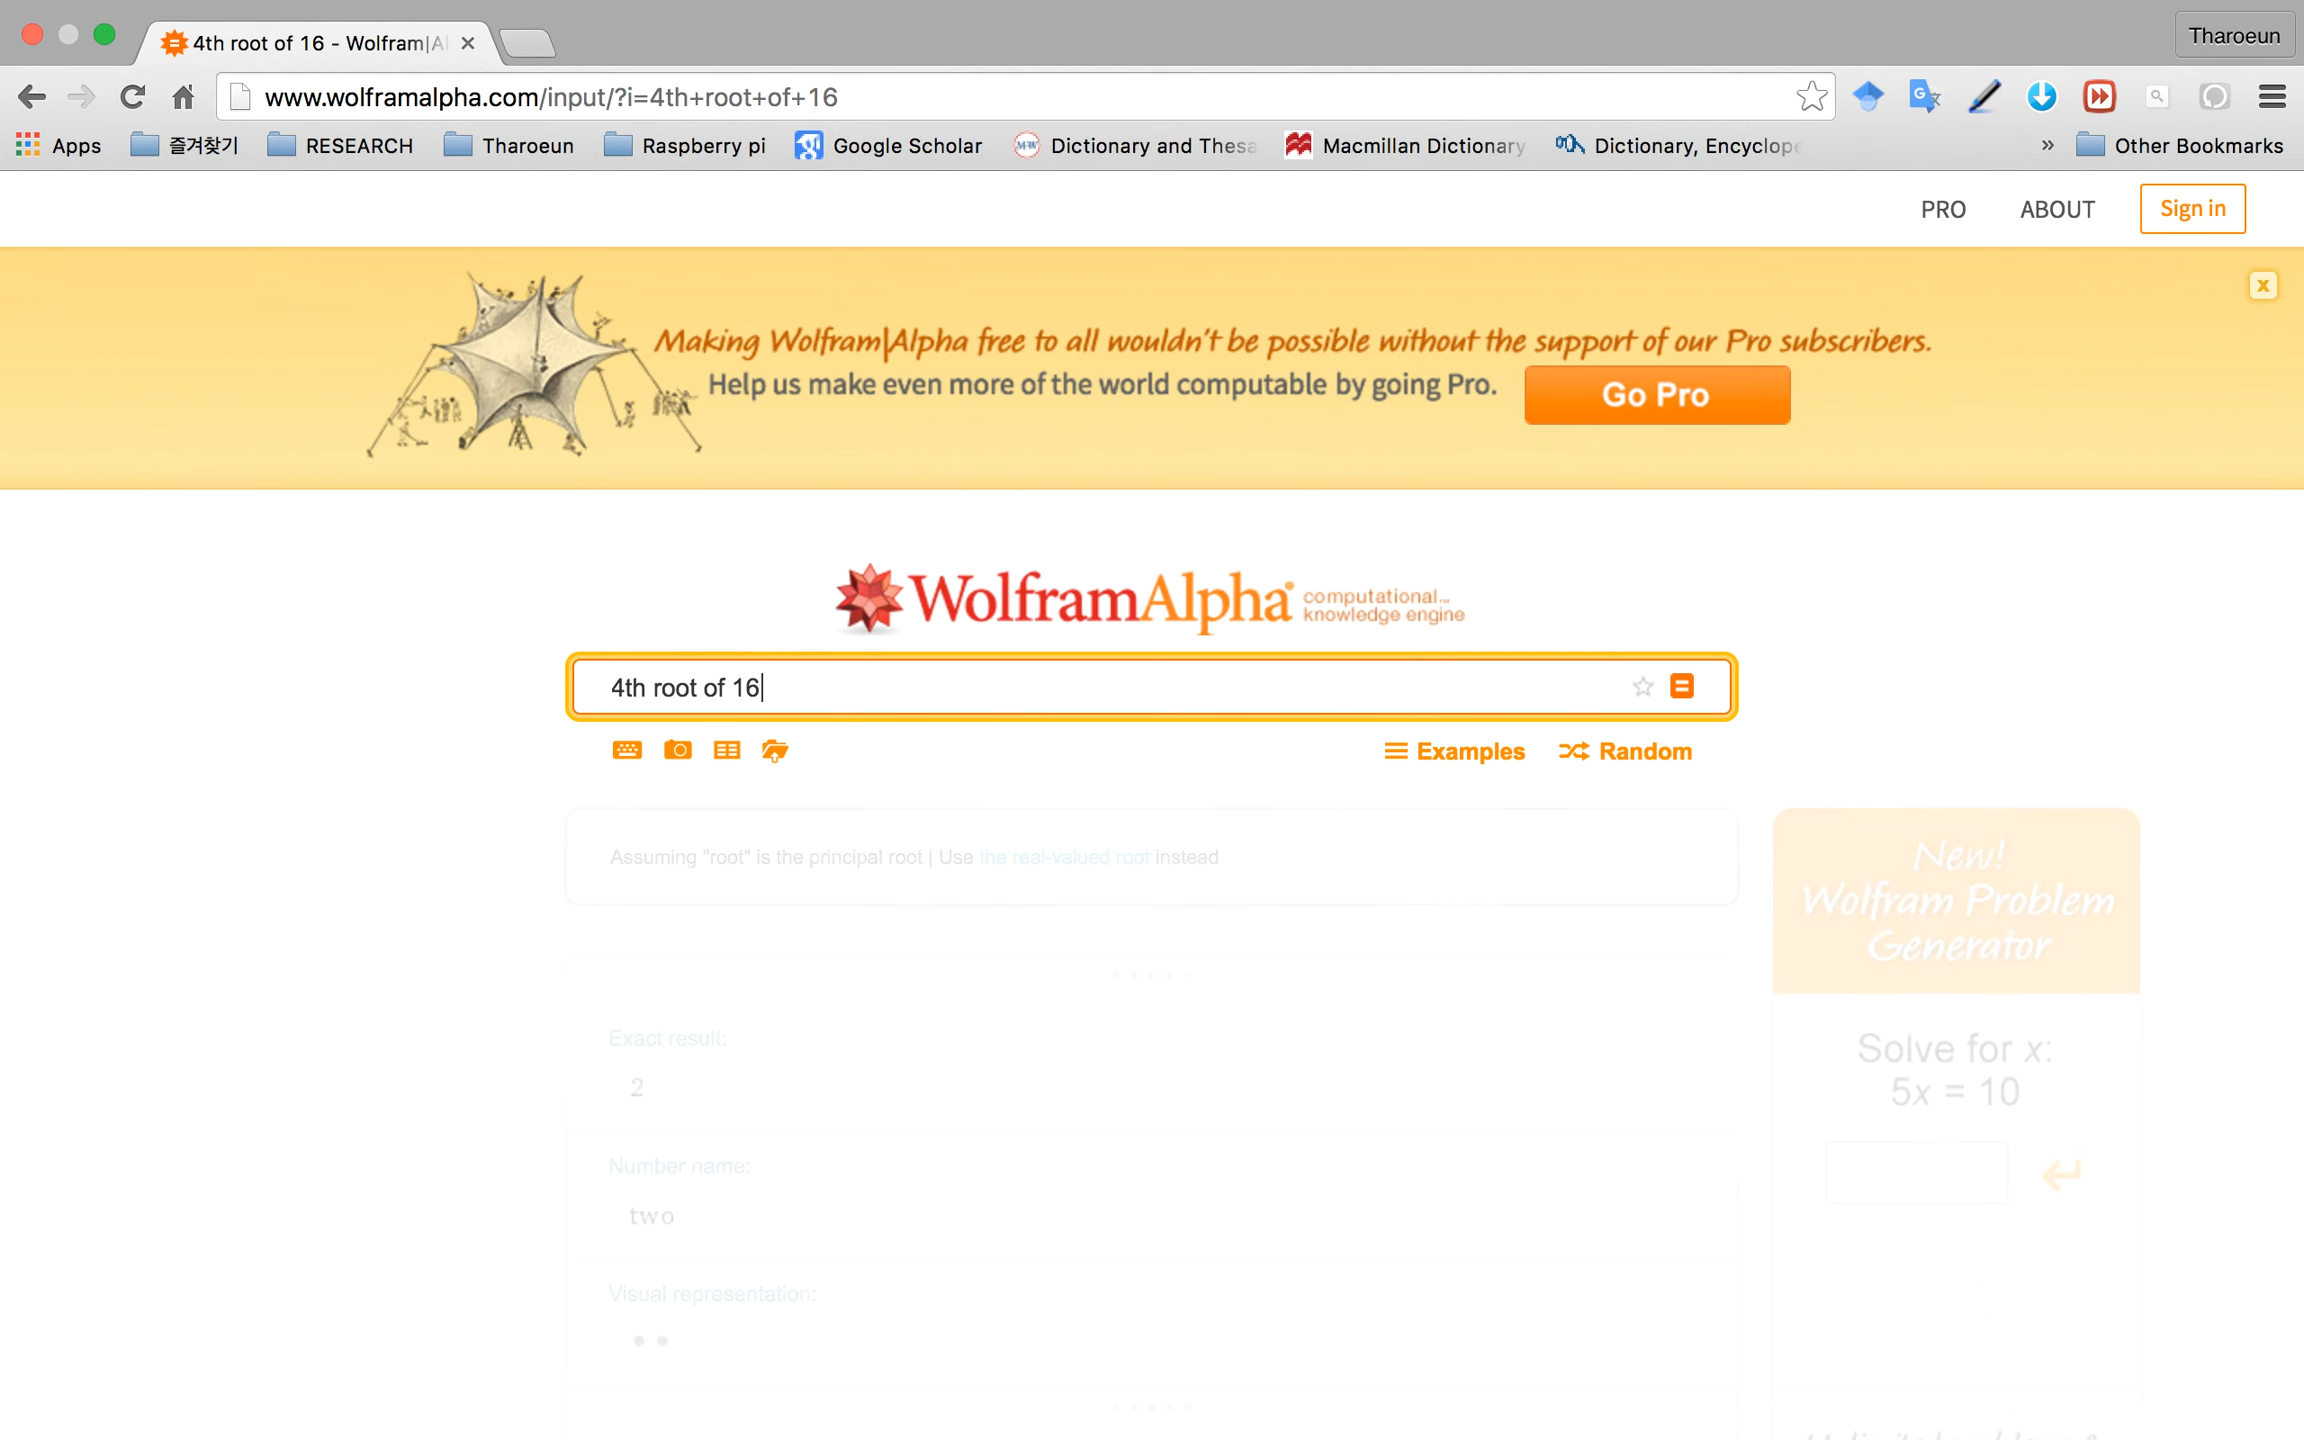 4th root of 16 - Wolfram|Al
Tharoeun
www.wolframalpha.com/input/?i=4th+root+of+16
Apps
즐겨찾기
RESEARCH
Tharoeun
Raspberry pi
Google Scholar
Dictionary and Thesa
Macmillan Dictionary
Dictionary, Encyclope
»
Other Bookmarks
PRO
ABOUT
Sign in
x
Making Wolfram|Alpha free to all wouldn't be possible without the support of our Pro subscribers.
Help us make even more of the world computable by going Pro.
Go Pro
WolframAlpha
computational...
knowledge engine
4th root of 16
Examples
Random
Assuming "root" is the principal root | Use the real-valued root instead
Exact result:
2
Number name:
two
Visual representation:
New!
Wolfram Problem
Generator
Solve for x:
5x = 10